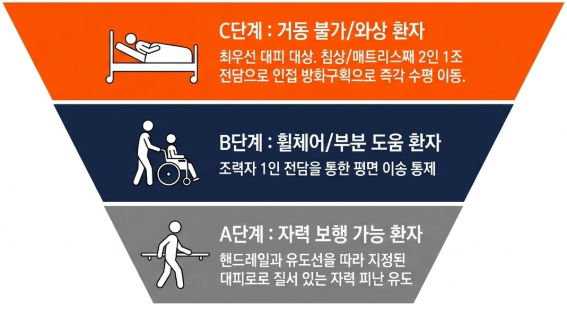 C단계 : 거동 불가/와상 환자
최우선 대피 대상. 침상/매트리스째 2인 1조
전담으로 인접 방화구획으로 즉각 수평 이동.
B단계 : 휠체어/부분 도움 환자
조력자 1인 전담을 통한 평면 이송 통제
A단계 : 자력 보행 가능 환자
핸드레일과 유도선을 따라 지정된
대피로로 질서 있는 자력 피난 유도